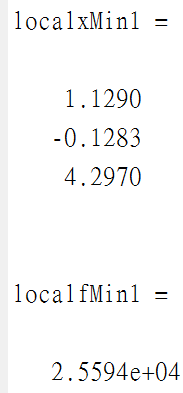 localxMin1 =
1.1290
-0.1283
4.2970
localfMin1 =
2.5594e+04